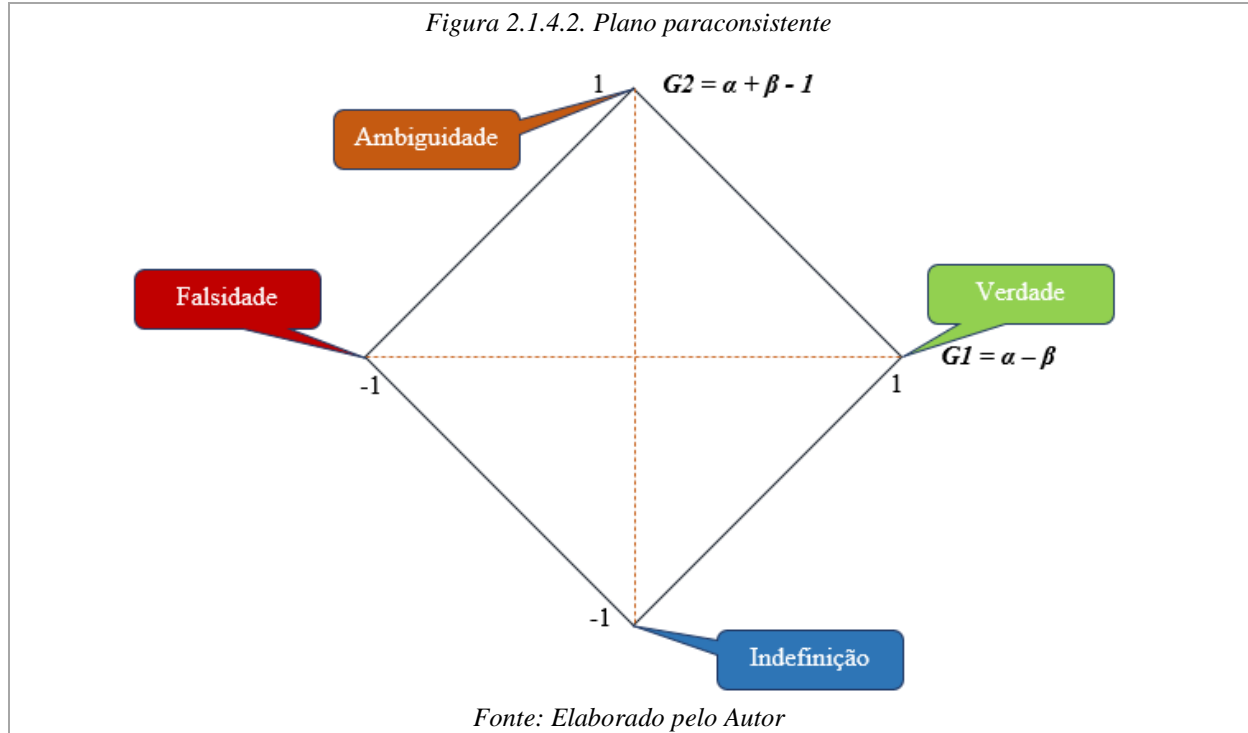 Figura 2.1.4.2. Plano paraconsistente
1
G2 = α + β - 1
Ambiguidade
Falsidade
Verdade
G1 = α – β
-1
1
-1
Indefinição
Fonte: Elaborado pelo Autor